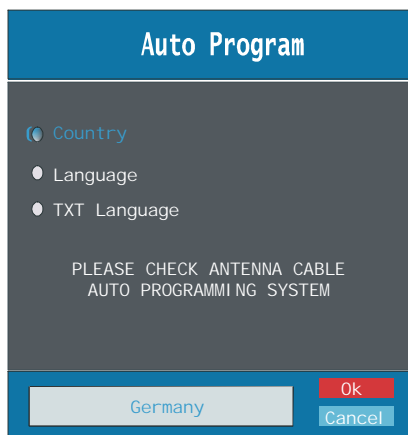 Auto Program
Country
Language
TXT Language
PLEASE CHECK ANTENNA CABLE
AUTO PROGRAMMING SYSTEM
Germany
Ok
Cancel